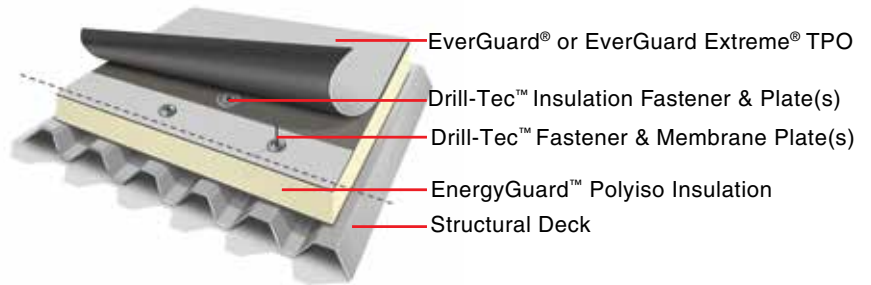 EverGuard® or EverGuard Extreme® TPO
Drill-Tec™ Insulation Fastener & Plate(s)
Drill-Tec™ Fastener & Membrane Plate(s)
EnergyGuard™ Polyiso Insulation
Structural Deck